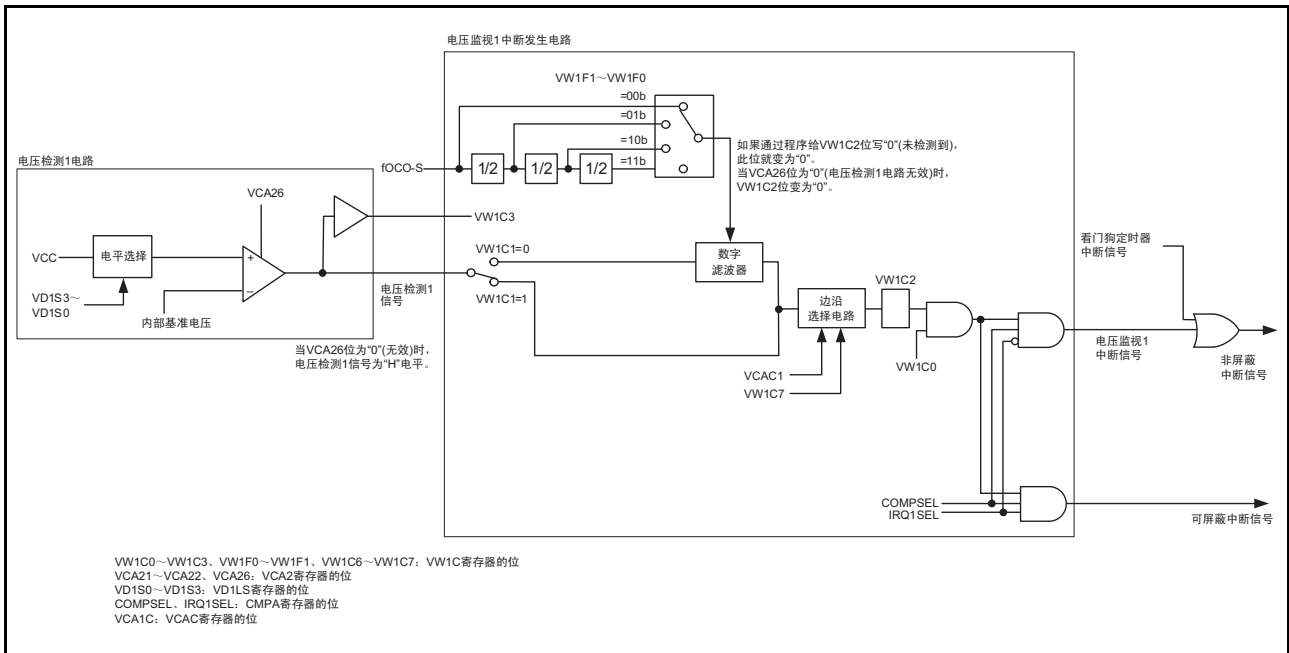 电压监视1中断发生电路
VW1F1～VW1F0
=00b
=01b
=10b
=11b
fOCO-S
1/2
1/2
1/2
如果通过程序给VW1C2位写“0”(未检测到),
此位就变为“0”。
当VCA26位为“0”(电压检测1电路无效)时,
VW1C2位变为“0”。
电压检测1电路
VCA26
VCC
电平选择
+
−
VD1S3～
VD1S0
内部基准电压
VW1C3
电压检测1
信号
VW1C1=0
VW1C1=1
数字
滤波器
当VCA26位为“0”(无效)时,
电压检测1信号为“H”电平。
边沿
选择电路
VCAC1
VW1C7
VW1C2
VW1C0
看门狗定时器
中断信号
电压监视1
中断信号
非屏蔽
中断信号
COMPSEL
IRQ1SEL
可屏蔽中断信号
VW1C0～VW1C3、VW1F0～VW1F1、VW1C6～VW1C7：VW1C寄存器的位
VCA21～VCA22、VCA26：VCA2寄存器的位
VD1S0～VD1S3：VD1LS寄存器的位
COMPSEL、IRQ1SEL：CMPA寄存器的位
VCA1C：VCAC寄存器的位